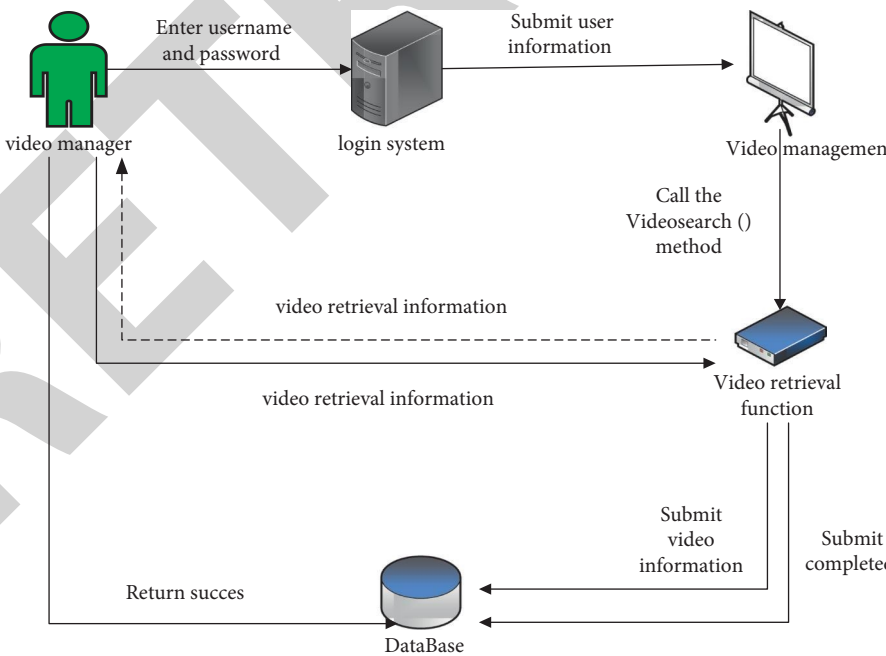 Enter username
and password
Submit user
information
video manager
login system
Video managemen
Call the
Videosearch ()
method
video retrieval information
video retrieval information
Video retrieval
function
Submit
video
information
Submit
completed
Return succes
DataBase